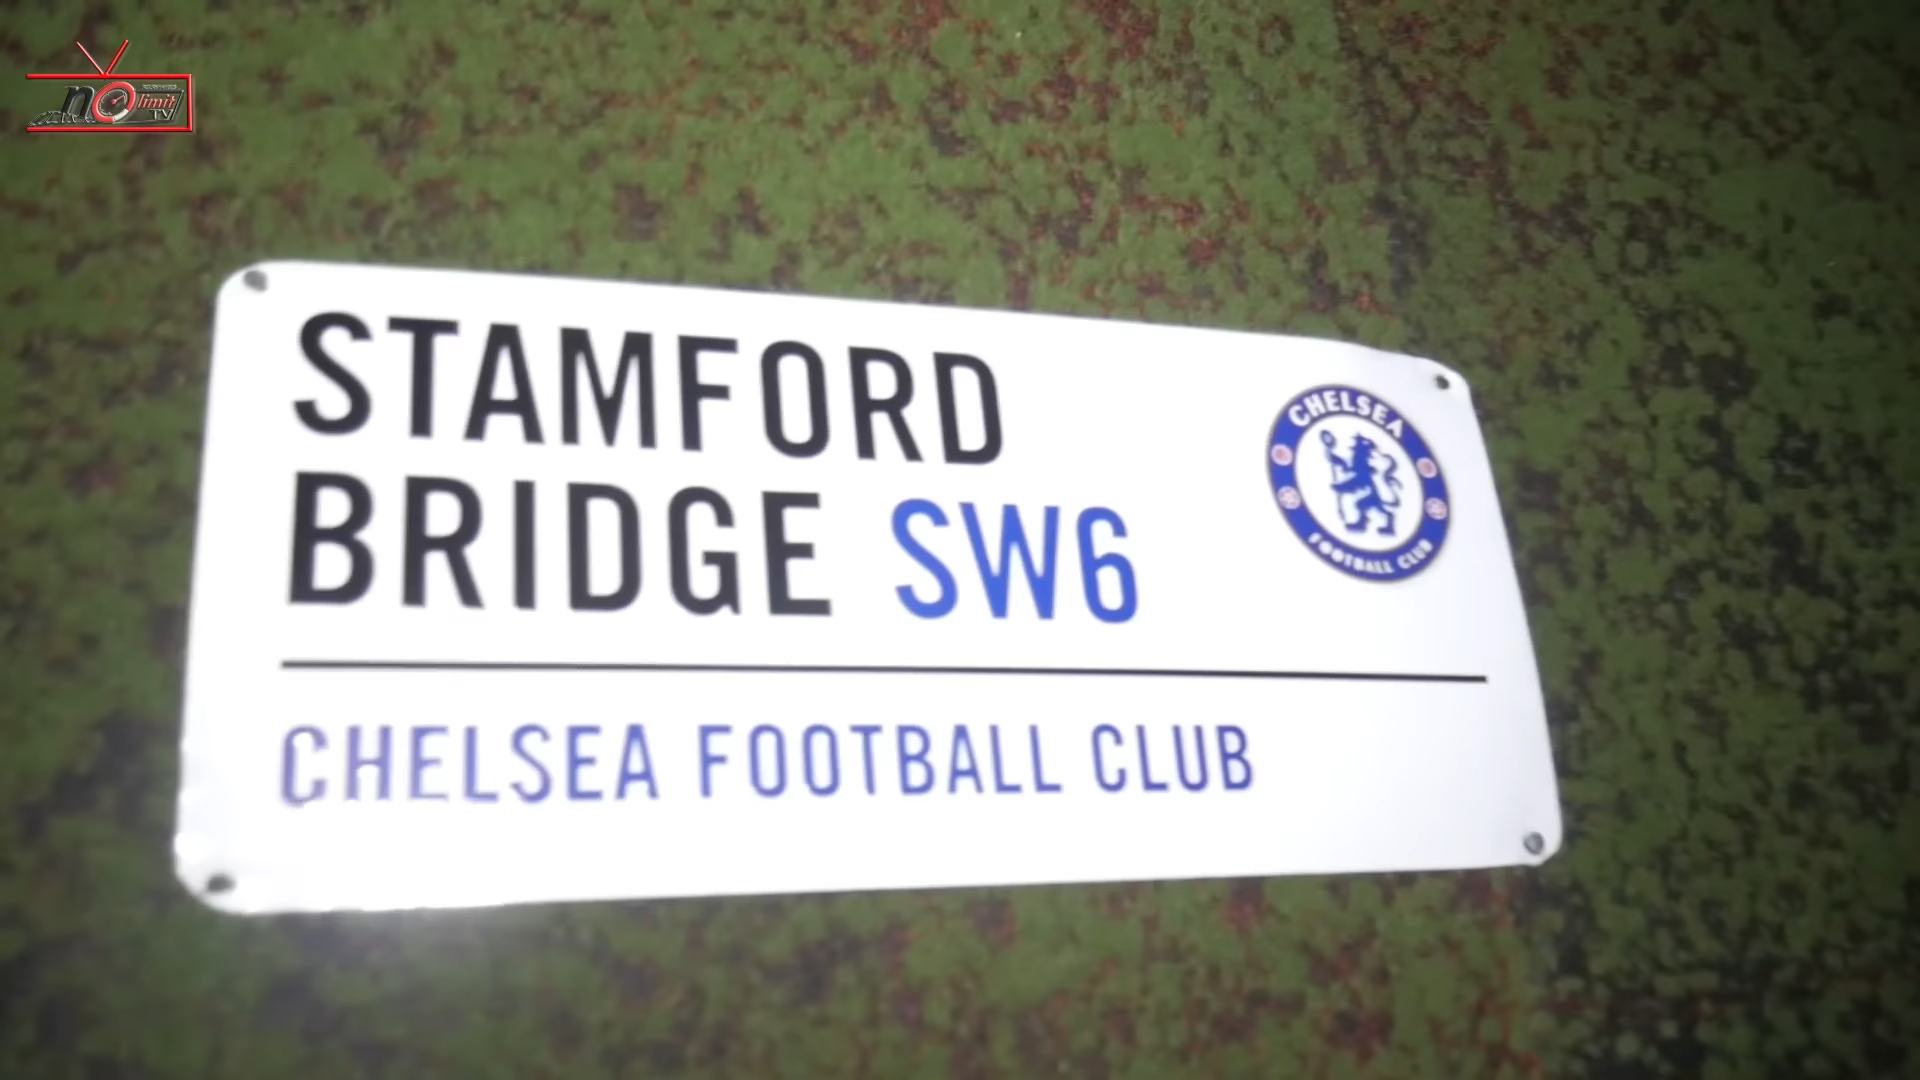 nO limit TV
STAMFORD
BRIDGE SW6
CHELSEA
FOOTBALL CLUB
CHELSEA FOOTBALL CLUB